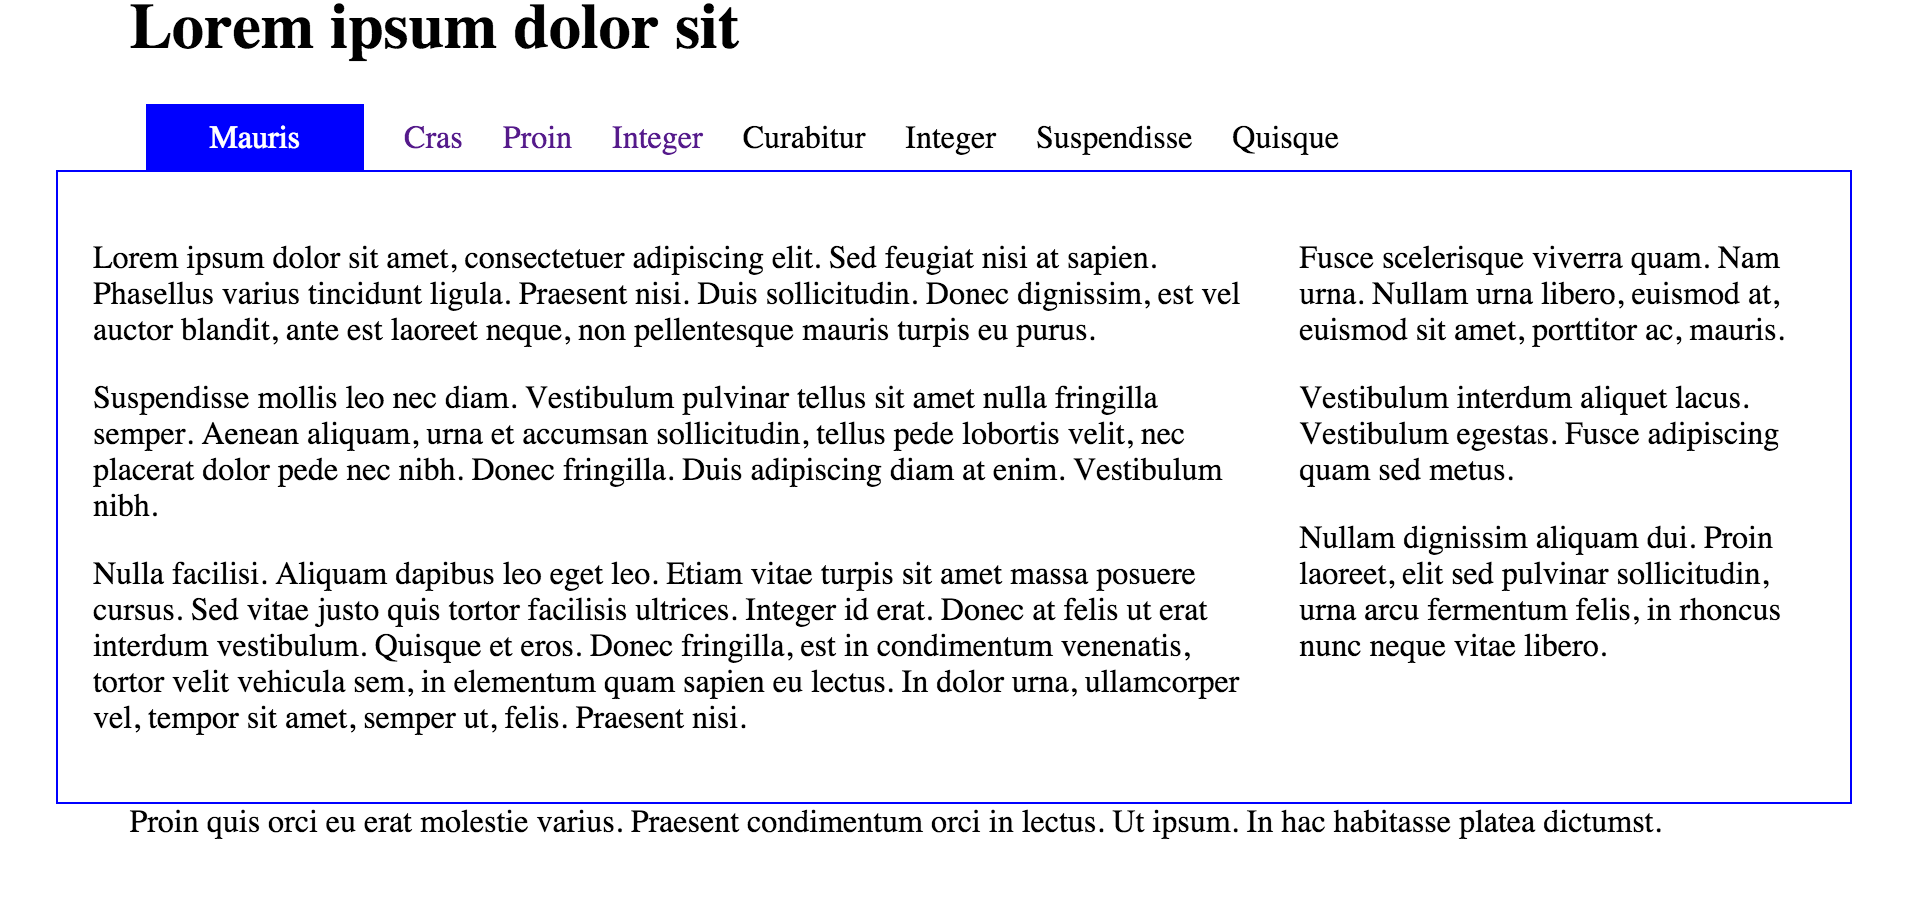 Lorem ipsum dolor sit
Mauris Cras Proin Integer Curabitur Integer Suspendisse Quisque
Lorem ipsum dolor sit amet, consectetuer adipiscing elit. Sed feugiat nisi at sapien.
Phasellus varius tincidunt ligula. Praesent nisi. Duis sollicitudin. Donec dignissim, est vel
auctor blandit, ante est laoreet neque, non pellentesque mauris turpis eu purus.
Suspendisse mollis leo nec diam. Vestibulum pulvinar tellus sit amet nulla fringilla
semper. Aenean aliquam, urna et accumsan sollicitudin, tellus pede lobortis velit, nec
placerat dolor pede nec nibh. Donec fringilla. Duis adipiscing diam at enim. Vestibulum
nibh.
Nulla facilisi. Aliquam dapibus leo eget leo. Etiam vitae turpis sit amet massa posuere
cursus. Sed vitae justo quis tortor facilisis ultrices. Integer id erat. Donec at felis ut erat
interdum vestibulum. Quisque et eros. Donec fringilla, est in condimentum venenatis,
tortor velit vehicula sem, in elementum quam sapien eu lectus. In dolor urna, ullamcorper
vel, tempor sit amet, semper ut, felis. Praesent nisi.
Fusce scelerisque viverra quam. Nam
urna. Nullam urna libero, euismod at,
euismod sit amet, porttitor ac, mauris.
Vestibulum interdum aliquet lacus.
Vestibulum egestas. Fusce adipiscing
quam sed metus.
Nullam dignissim aliquam dui. Proin
laoreet, elit sed pulvinar sollicitudin,
urna arcu fermentum felis, in rhoncus
nunc neque vitae libero.
Proin quis orci eu erat molestie varius. Praesent condimentum orci in lectus. Ut ipsum. In hac habitasse platea dictumst.